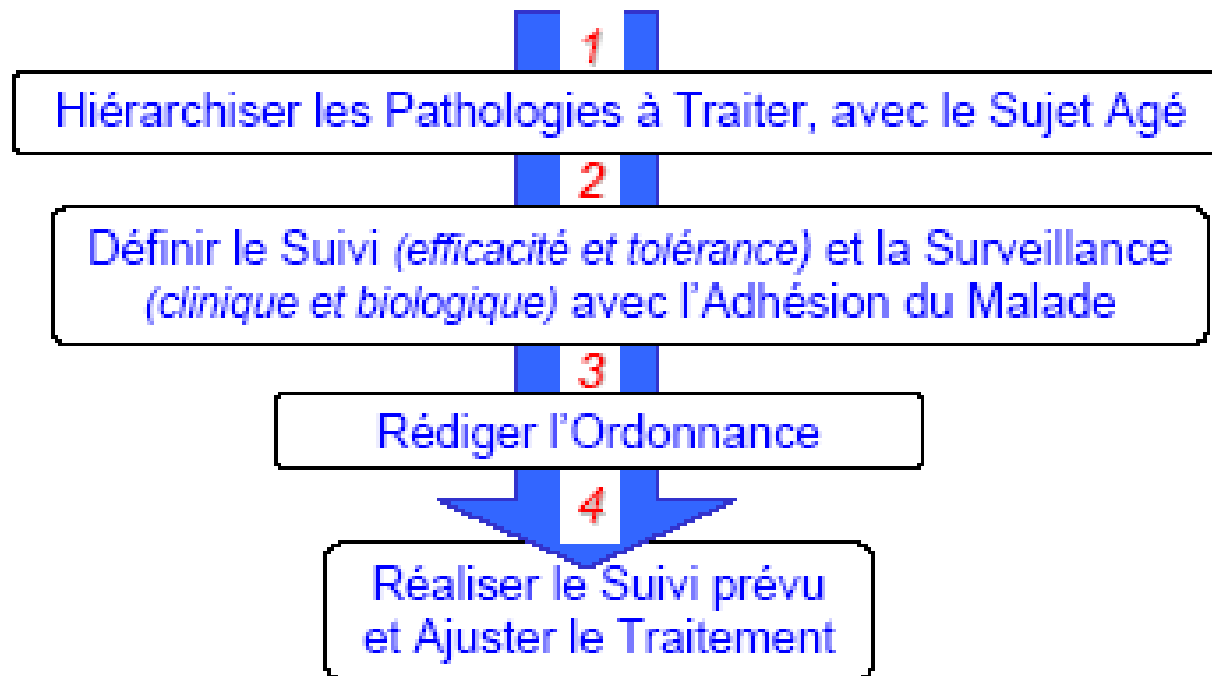 1
Hiérarchiser les Pathologies à Traiter, avec le Sujet Agé
2
Définir le Suivi (efficacité et tolérance) et la Surveillance
(clinique et biologique) avec l'Adhésion du Malade
3
Rédiger l'Ordonnance
4
Réaliser le Suivi prévu
et Ajuster le Traitement